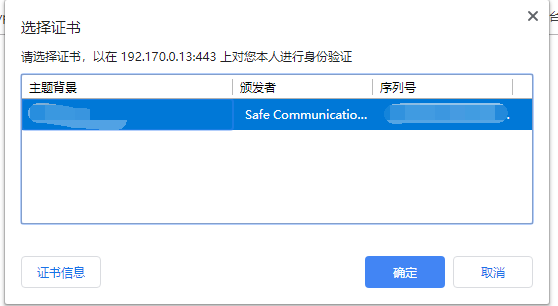 选择证书
请选择证书，以在 192.170.0.13:443 上对您本人进行身份验证
主题背景 颁发者 序列号
Safe Communicatio... .
证书信息 确定 取消